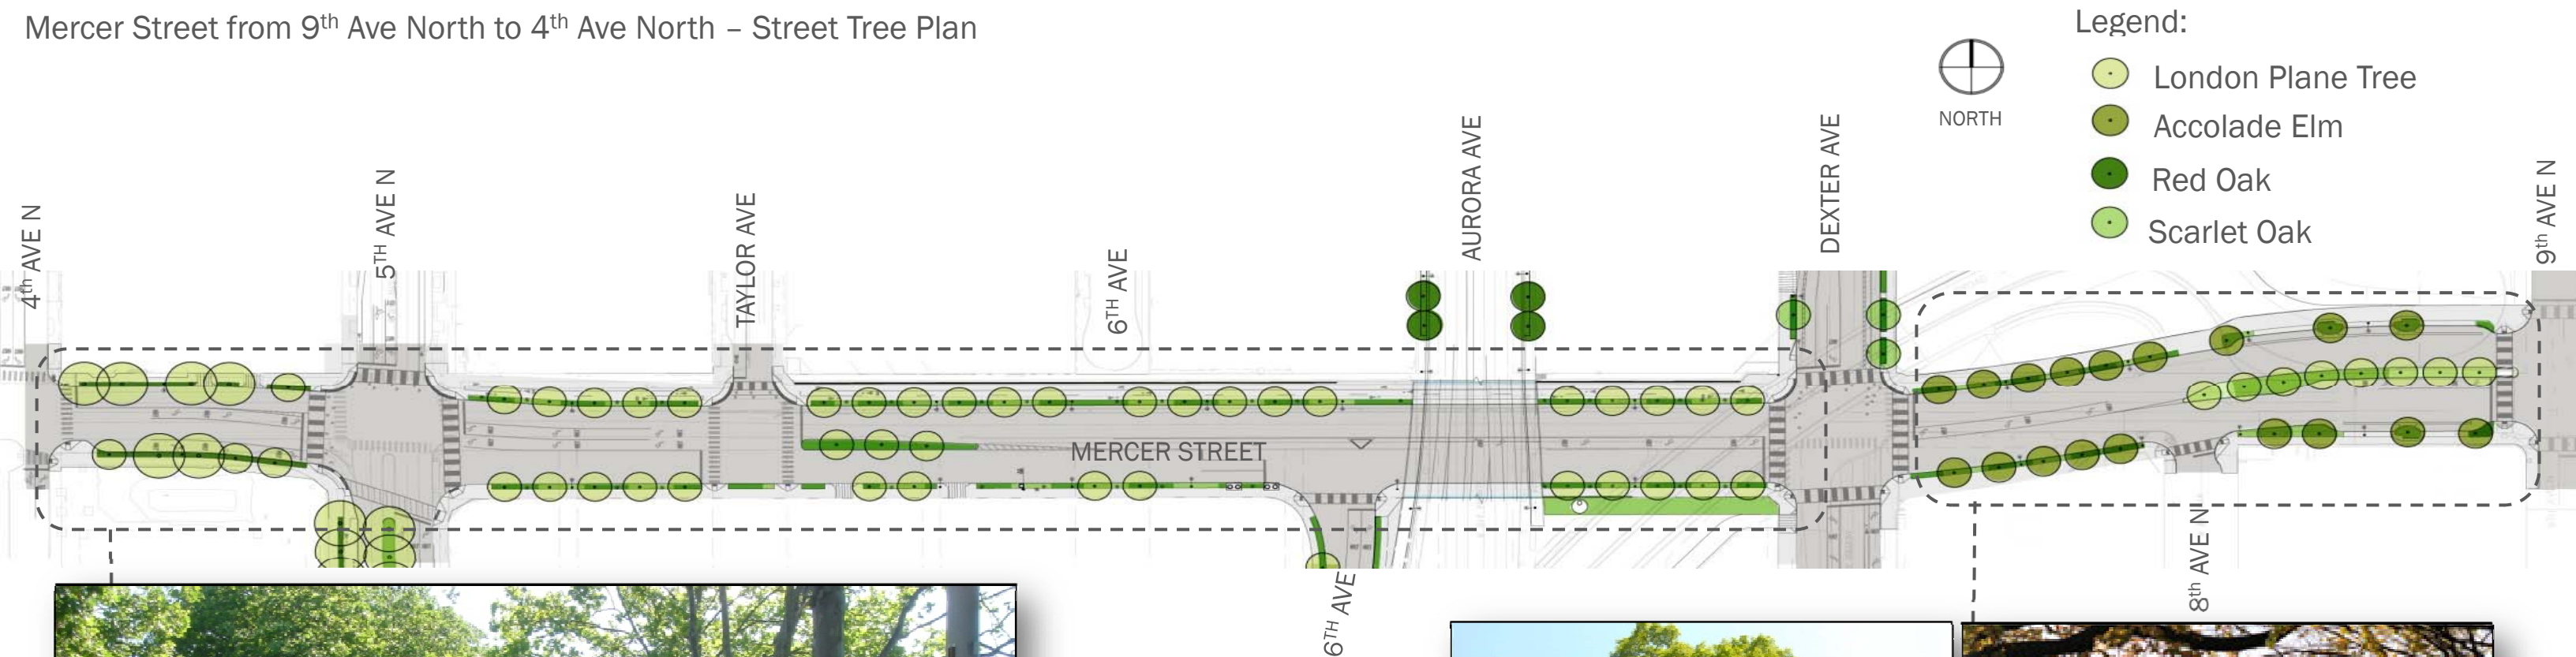 Mercer Street from 9th Ave North to 4th Ave North – Street Tree Plan
Legend:
London Plane Tree
Accolade Elm
Red Oak
Scarlet Oak
NORTH
4th AVE N
5TH AVE N
TAYLOR AVE
6TH AVE
AURORA AVE
DEXTER AVE
9th AVE N
MERCER STREET
8th AVE N
6TH AVE